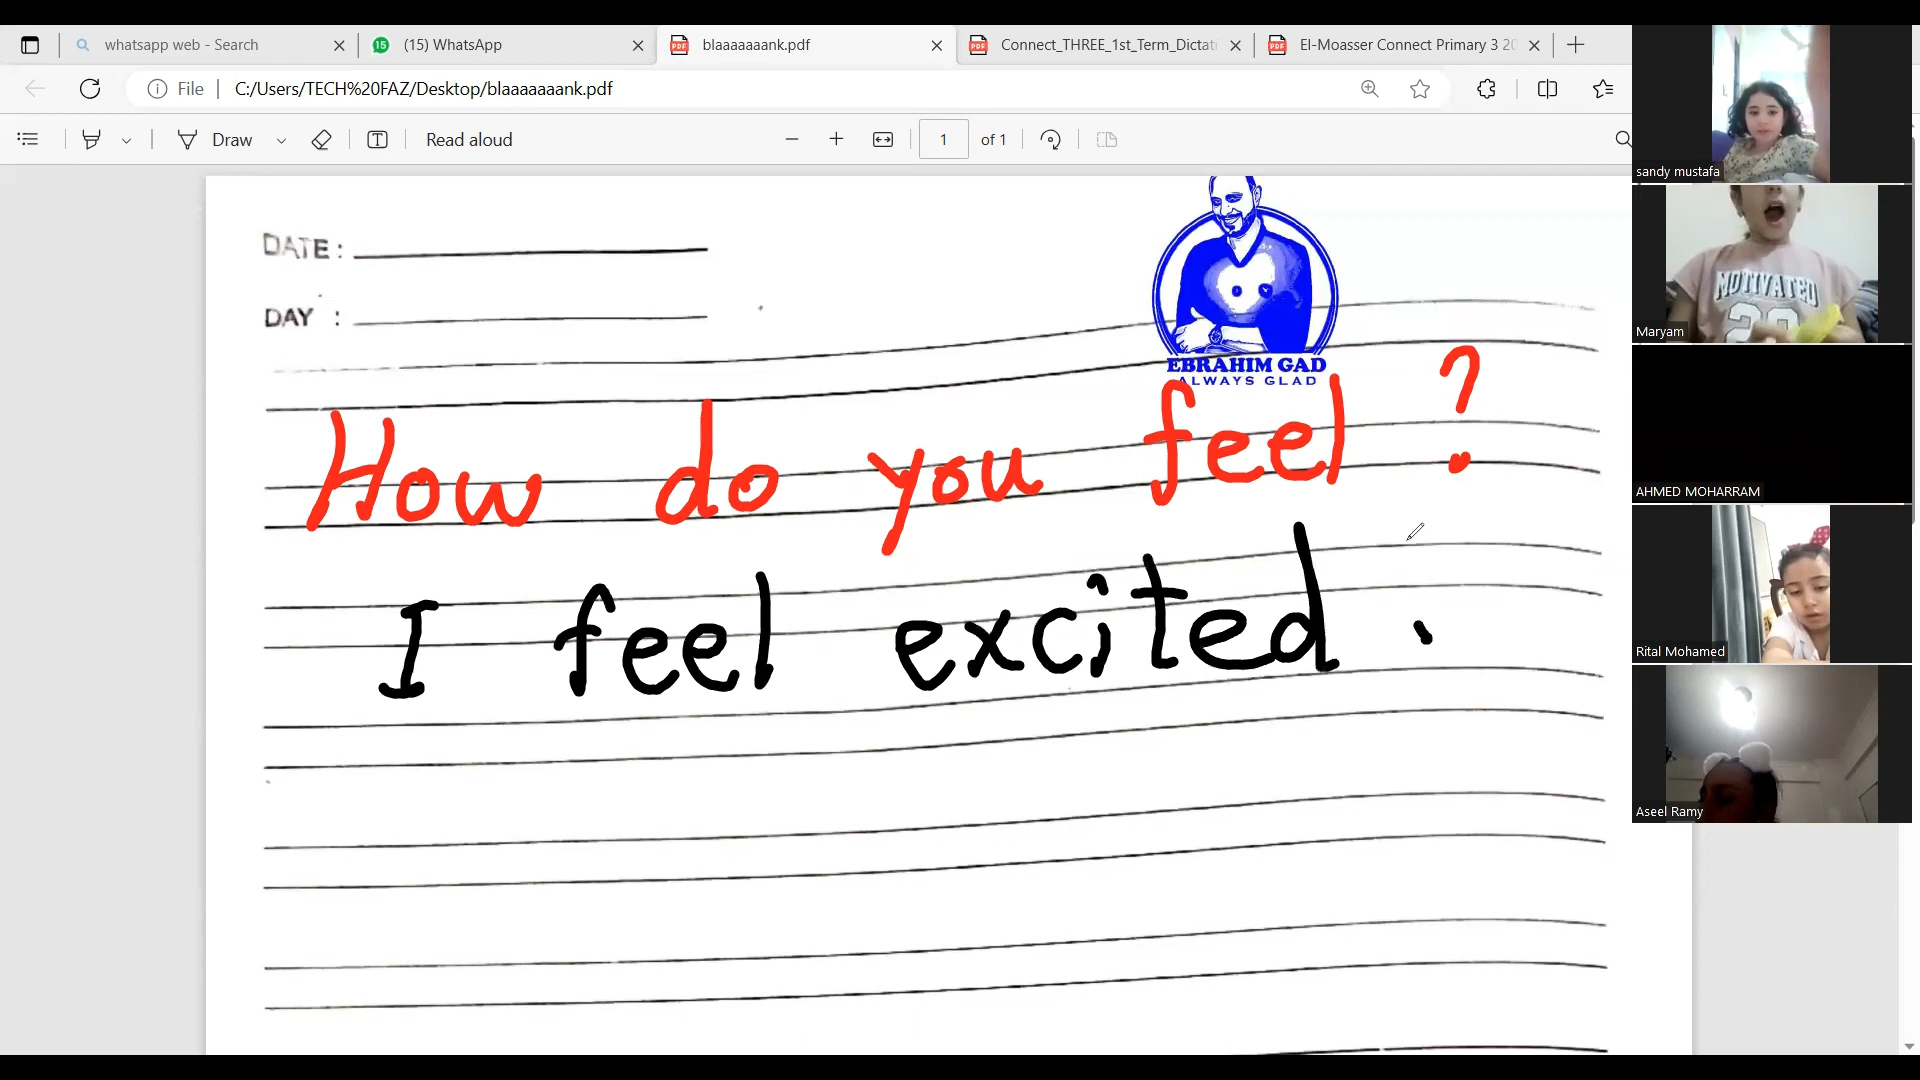 whatsapp web - Search
(15) WhatsApp
blaaaaaaank.pdf
Connect_THREE_1st_Term_Dictati
El-Moasser Connect Primary 3 20
File
C:/Users/TECH%20FAZ/Desktop/blaaaaaaank.pdf
Draw
Read aloud
1 of 1
DATE :
DAY :
EBRAHIM GAD
ALWAYS GLAD
How do you feel ?
I feel excited .
sandy mustafa
MOTIVATED
Maryam
AHMED MOHARRAM
Rital Mohamed
Aseel Ramy